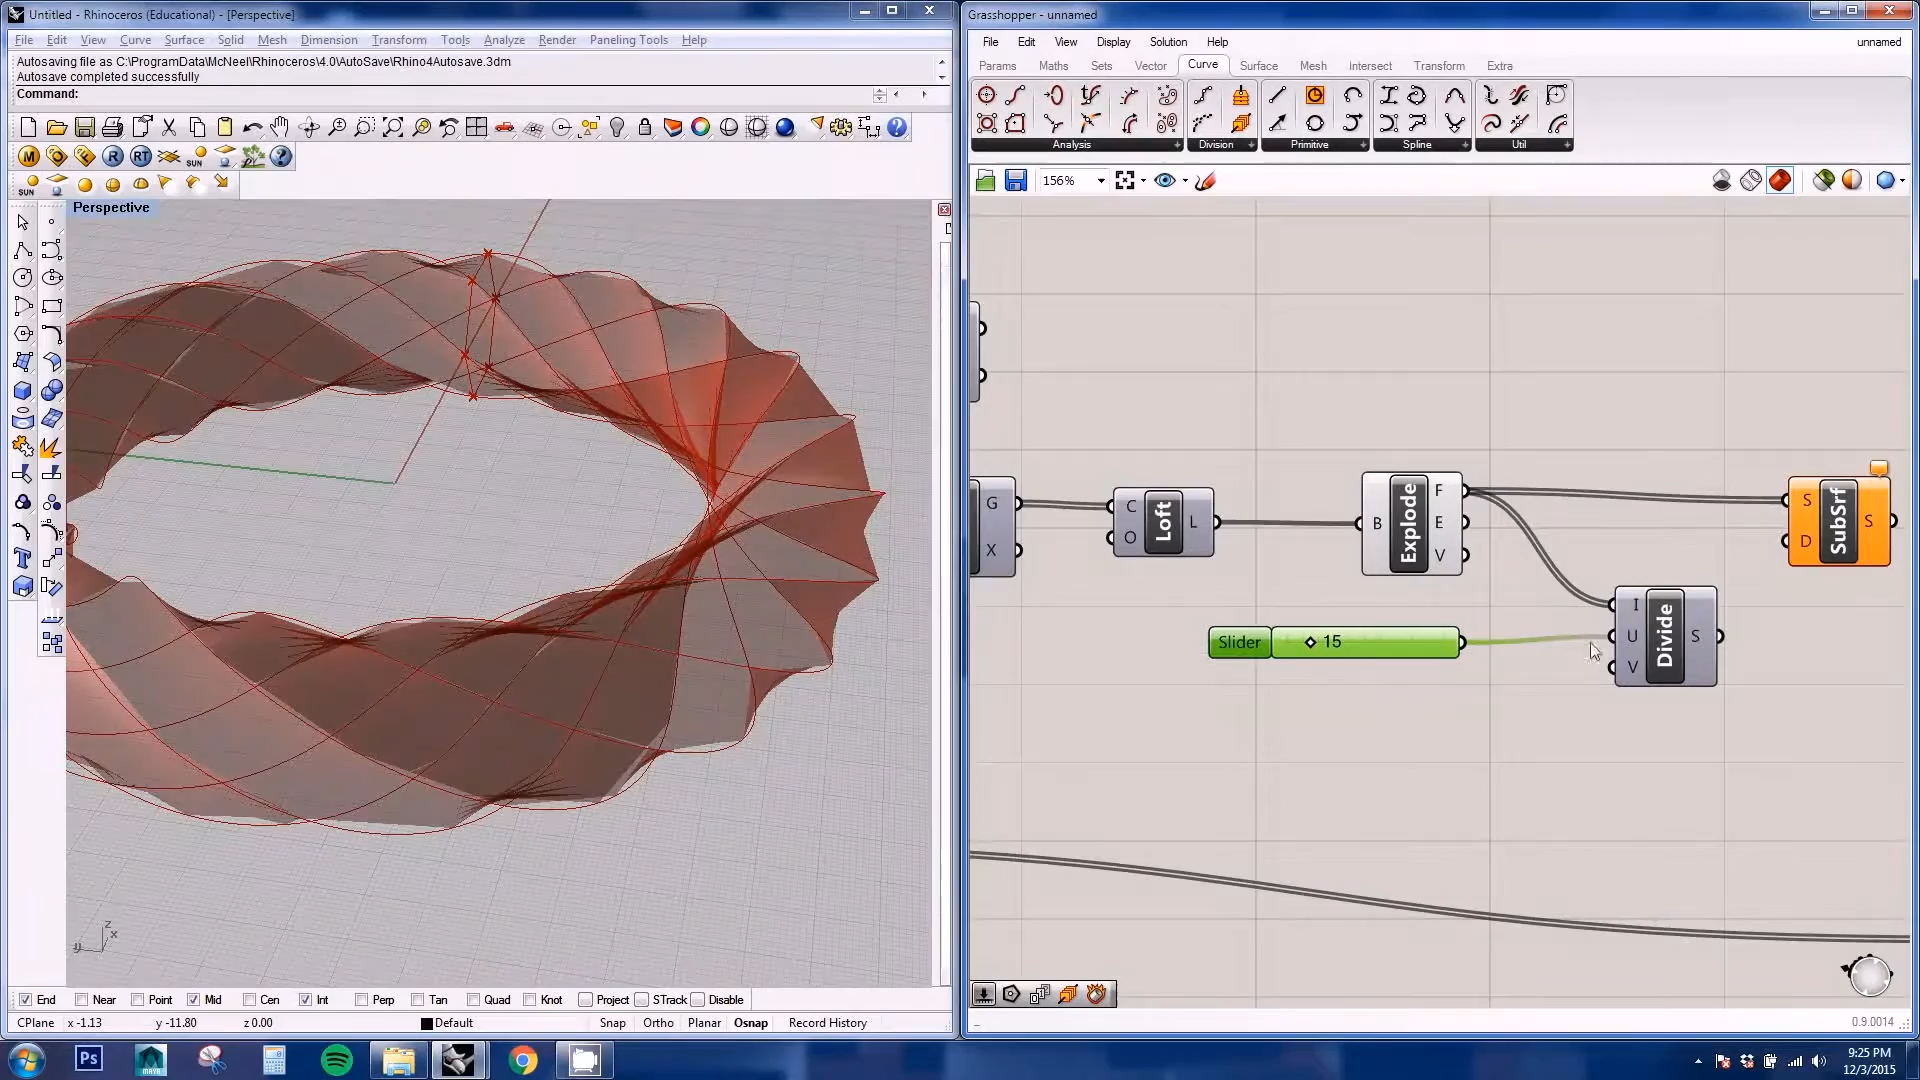 Untitled - Rhinoceros (Educational) - [Perspective]
File Edit View Curve Surface Solid Mesh Dimension Transform Tools Analyze Render Paneling Tools Help
Autosaving file as C:\ProgramData\McNeel\Rhinoceros\4.0\AutoSave\Rhino4Autosave.3dm
Autosave completed successfully
Command:
M R RT SUN
SUN
Perspective
z
x
y
End Near Point Mid Cen Int Perp Tan Quad Knot Project STrack Disable
CPlane x -1.13 y -11.80 z 0.00 Default Snap Ortho Planar Osnap Record History
Grasshopper - unnamed
File Edit View Display Solution Help unnamed
Params Maths Sets Vector Curve Surface Mesh Intersect Transform Extra
Analysis Division Primitive Spline Util
156%
G
X
C
O
Loft
L
B
Explode
F
E
V
S
D
SubSrf
S
I
U
V
Divide
S
Slider 15
0.9.0014
Ps
MAYA
9:25 PM
12/3/2015